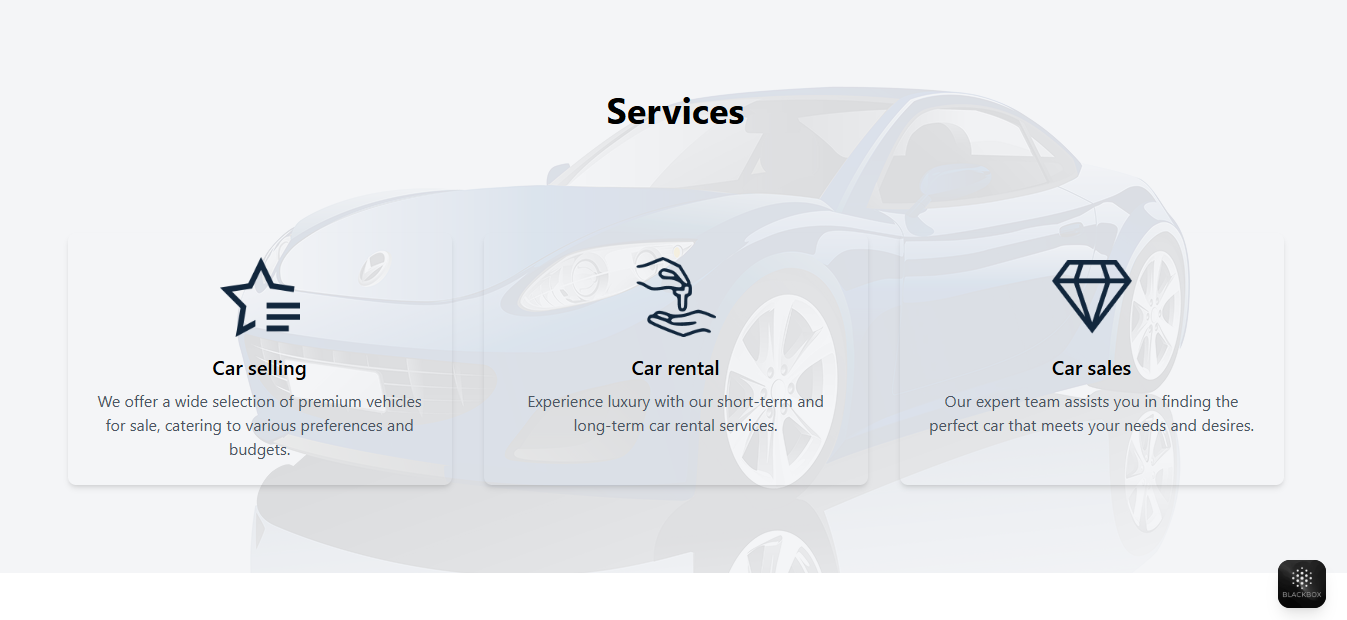 Services
Car selling
We offer a wide selection of premium vehicles
for sale, catering to various preferences and
budgets.
Car rental
Experience luxury with our short-term and
long-term car rental services.
Car sales
Our expert team assists you in finding the
perfect car that meets your needs and desires.
BLACKBOX